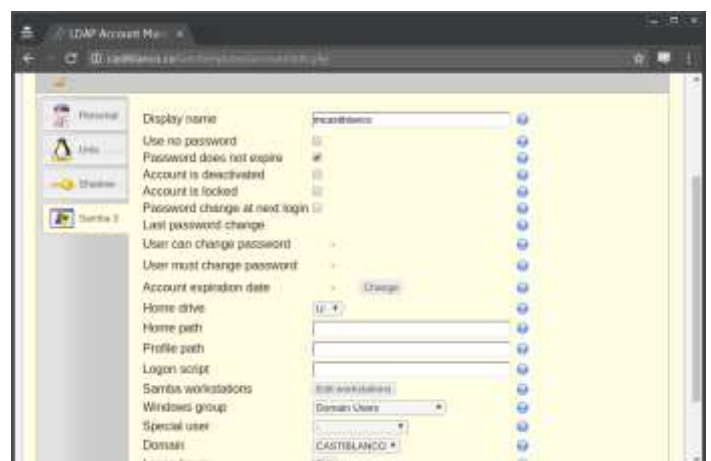 LDAP Account Ma
Personal
Unix
Shadow
Samba 3
Display name mcastiblanco
Use no password
Password does not expire
Account is deactivated
Account is locked
Password change at next login
Last password change
User can change password -
User must change password -
Account expiration date - Change
Home drive U:
Home path
Profile path
Logon script
Samba workstations Edit workstations
Windows group Domain Users
Special user -
Domain CASTIBLANCO